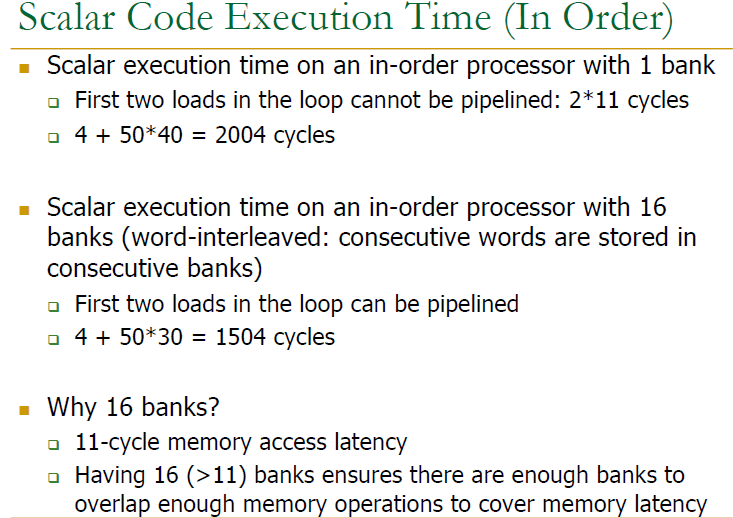 Scalar Code Execution Time (In Order)
Scalar execution time on an in-order processor with 1 bank
First two loads in the loop cannot be pipelined: 2*11 cycles
4 + 50*40 = 2004 cycles
Scalar execution time on an in-order processor with 16
banks (word-interleaved: consecutive words are stored in
consecutive banks)
First two loads in the loop can be pipelined
4 + 50*30 = 1504 cycles
Why 16 banks?
11-cycle memory access latency
Having 16 (>11) banks ensures there are enough banks to
overlap enough memory operations to cover memory latency